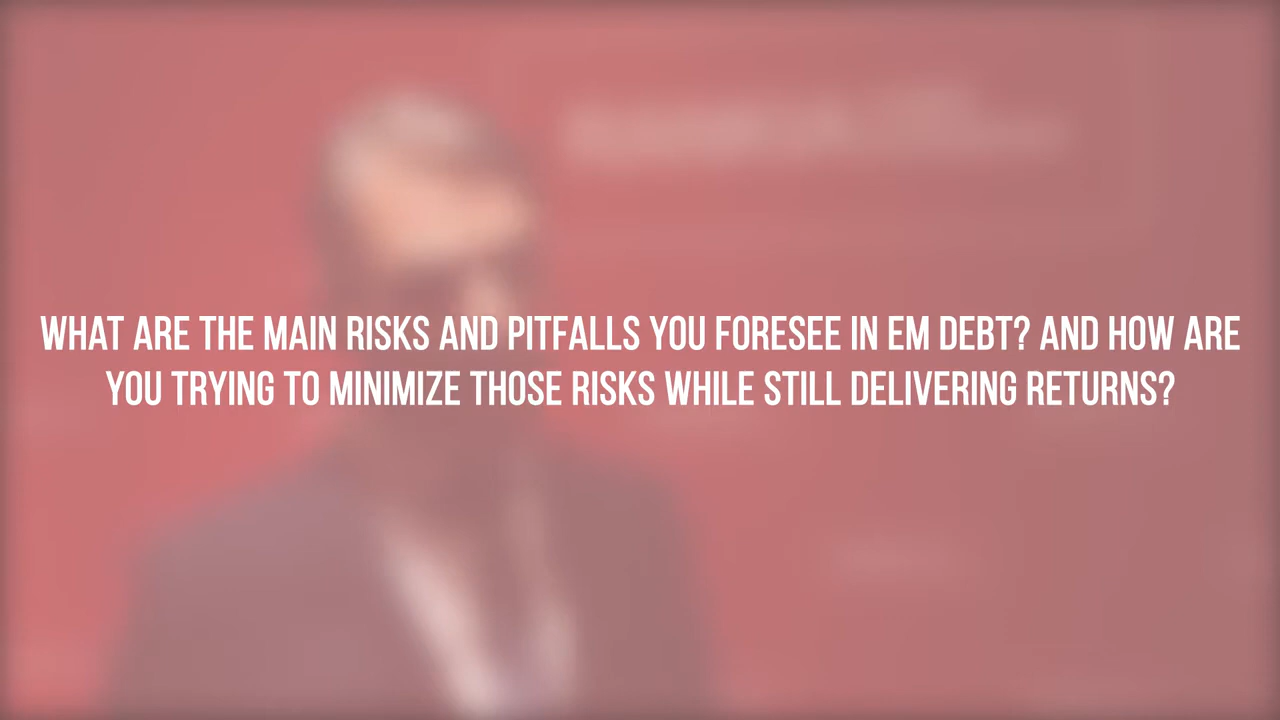 WHAT ARE THE MAIN RISKS AND PITFALLS YOU FORESEE IN EM DEBT? AND HOW ARE
YOU TRYING TO MINIMIZE THOSE RISKS WHILE STILL DELIVERING RETURNS?